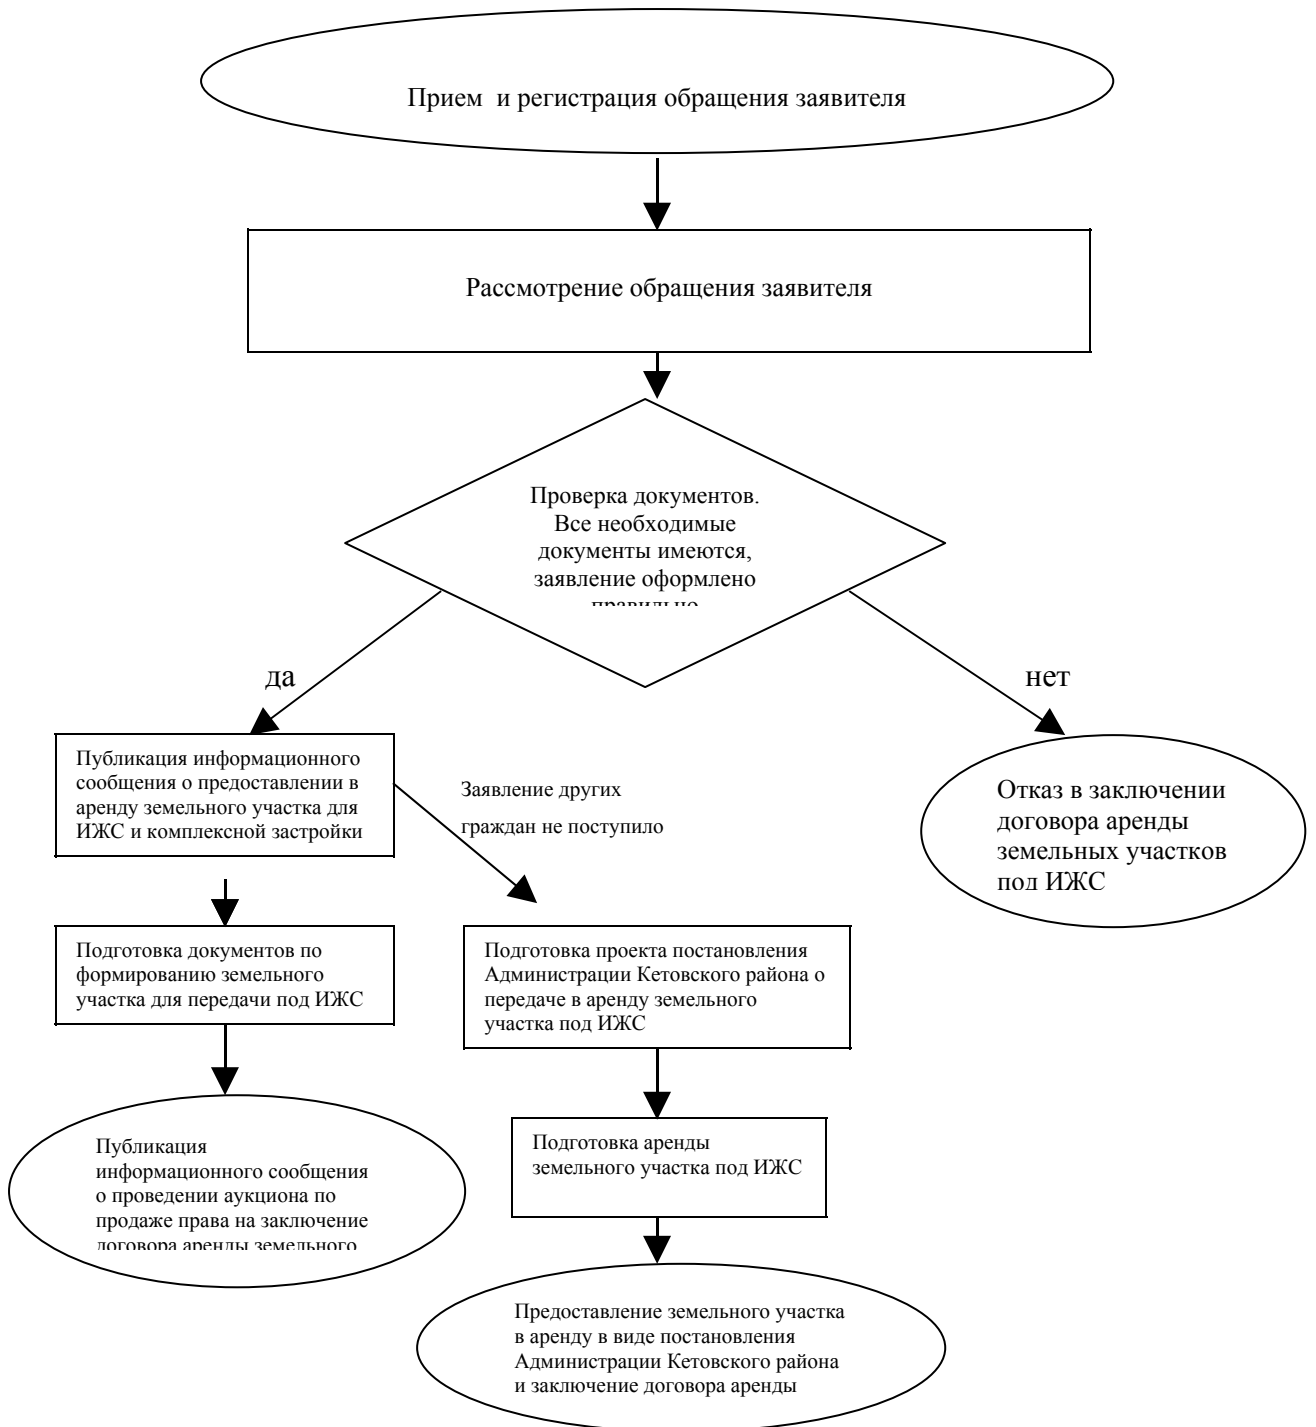 Прием и регистрация обращения заявителя
Рассмотрение обращения заявителя
Проверка документов.
Все необходимые
документы имеются,
заявление оформлено
правильно
да
нет
Публикация информационного
сообщения о предоставлении в
аренду земельного участка для
ИЖС и комплексной застройки
Заявление других
граждан не поступило
Отказ в заключении
договора аренды
земельных участков
под ИЖС
Подготовка документов по
формированию земельного
участка для передачи под ИЖС
Подготовка проекта постановления
Администрации Кетовского района о
передаче в аренду земельного
участка под ИЖС
Публикация
информационного сообщения
о проведении аукциона по
продаже права на заключение
договора аренды земельного
Подготовка аренды
земельного участка под ИЖС
Предоставление земельного участка
в аренду в виде постановления
Администрации Кетовского района
и заключение договора аренды